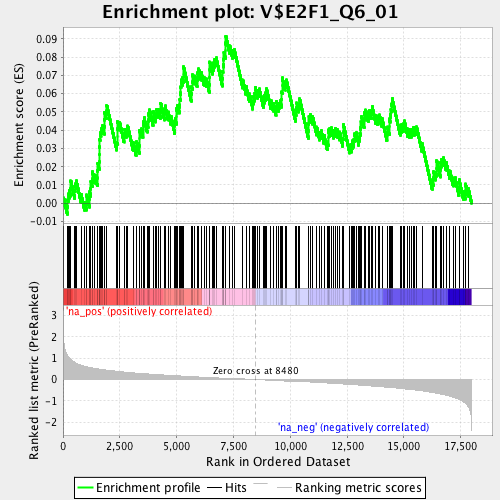 Enrichment plot: V$E2F1_Q6_01
Enrichment score (ES)
0.09
0.08
0.07
0.06
0.05
0.04
0.03
0.02
0.01
0.00
-0.01
'na_pos' (positively correlated)
Ranked list metric (PreRanked)
3
2
1
0
-1
-2
Zero cross at 8480
'na_neg' (negatively correlated)
0
2,500
5,000
7,500
10,000
12,500
15,000
17,500
Rank in Ordered Dataset
Enrichment profile
Hits
Ranking metric scores